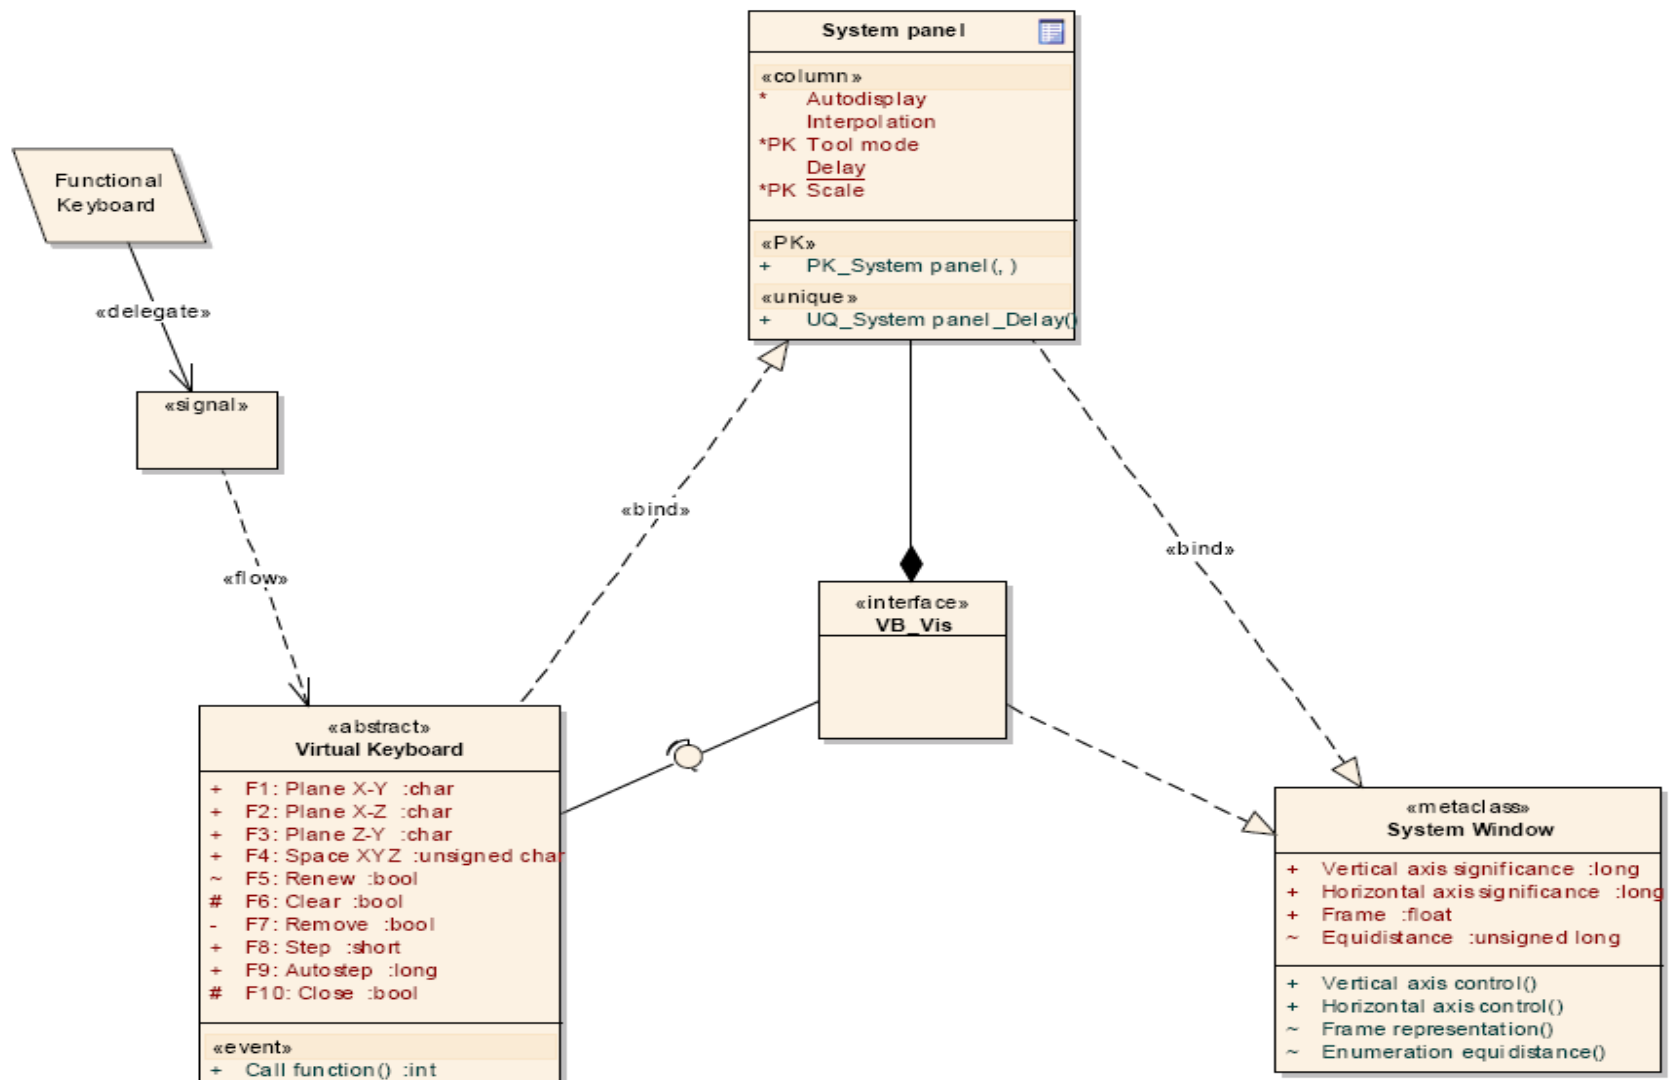 System panel
«column»
* Autodisplay
Interpolation
*PK Tool mode
Delay
*PK Scale
«PK»
+ PK_System panel(, )
«unique»
+ UQ_System panel_Delay()
Functional
Keyboard
«delegate»
«signal»
«flow»
«bind»
«bind»
«interface»
VB_Vis
«abstract»
Virtual Keyboard
+ F1: Plane X-Y :char
+ F2: Plane X-Z :char
+ F3: Plane Z-Y :char
+ F4: Space XYZ :unsigned char
~ F5: Renew :bool
# F6: Clear :bool
- F7: Remove :bool
+ F8: Step :short
+ F9: Autostep :long
# F10: Close :bool
«event»
+ Call function() :int
«metaclass»
System Window
+ Vertical axis significance :long
+ Horizontal axis significance :long
+ Frame :float
~ Equidistance :unsigned long
+ Vertical axis control()
+ Horizontal axis control()
~ Frame representation()
~ Enumeration equidistance()